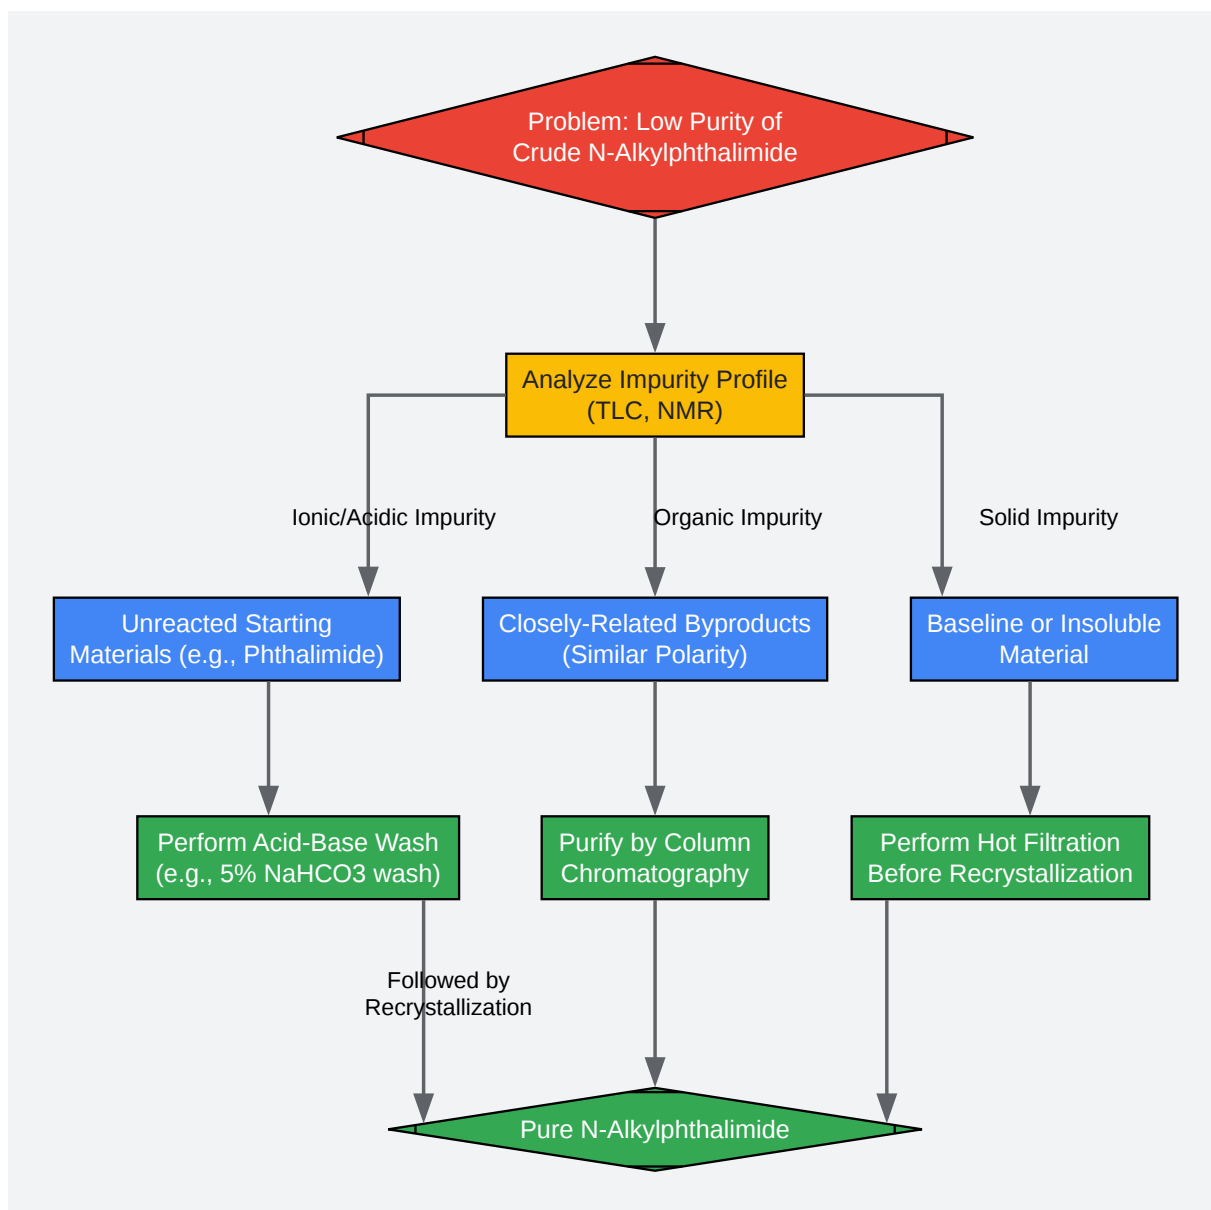 Problem: Low Purity of
Crude N-Alkylphthalimide
Analyze Impurity Profile
(TLC, NMR)
Ionic/Acidic Impurity
Organic Impurity
Solid Impurity
Unreacted Starting
Materials (e.g., Phthalimide)
Closely-Related Byproducts
(Similar Polarity)
Baseline or Insoluble
Material
Perform Acid-Base Wash
(e.g., 5% NaHCO3 wash)
Purify by Column
Chromatography
Perform Hot Filtration
Before Recrystallization
Followed by
Recrystallization
Pure N-Alkylphthalimide